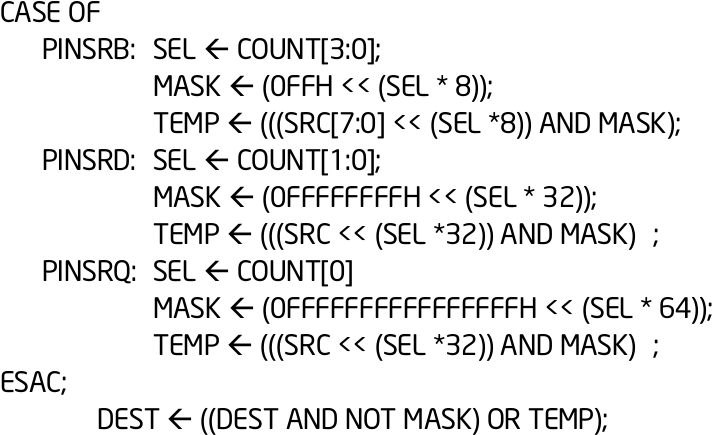 CASE OF
PINSRB: SEL ← COUNT[3:0];
MASK ← (0FFH << (SEL * 8));
TEMP ← (((SRC[7:0] << (SEL *8)) AND MASK);
PINSRD: SEL ← COUNT[1:0];
MASK ← (0FFFFFFFFH << (SEL * 32));
TEMP ← (((SRC << (SEL *32)) AND MASK) ;
PINSRQ: SEL ← COUNT[0]
MASK ← (0FFFFFFFFFFFFFFFFH << (SEL * 64));
TEMP ← (((SRC << (SEL *32)) AND MASK) ;
ESAC;
DEST ← ((DEST AND NOT MASK) OR TEMP);